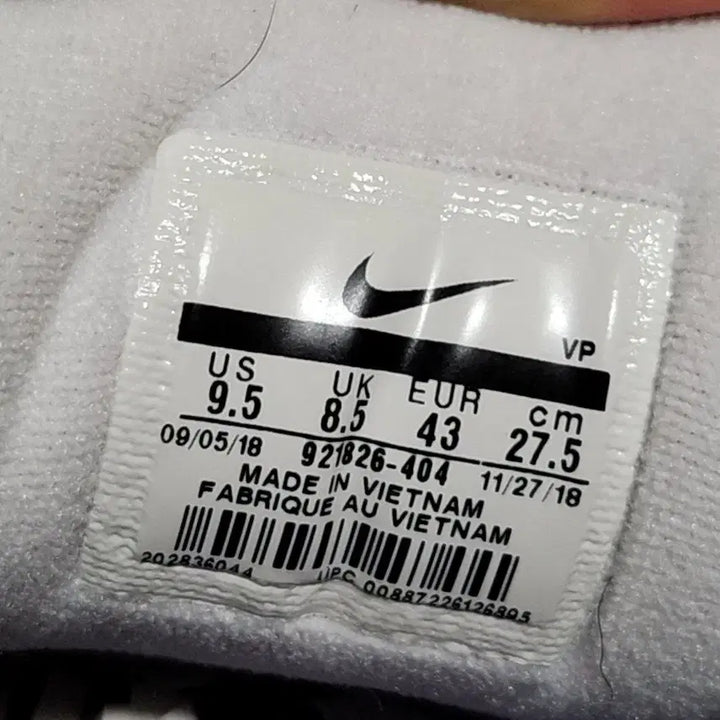 VP
US UK EUR cm
9.5 8.5 43 27.5
09/05/18 921826-404 11/27/18
MADE IN VIETNAM
FABRIQUE AU VIETNAM
202836044 UPC 00887226126895